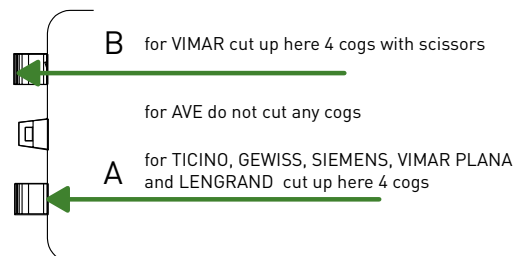 B for VIMAR cut up here 4 cogs with scissors
for AVE do not cut any cogs
A for TICINO, GEWISS, SIEMENS, VIMAR PLANA
and LENGRAND cut up here 4 cogs